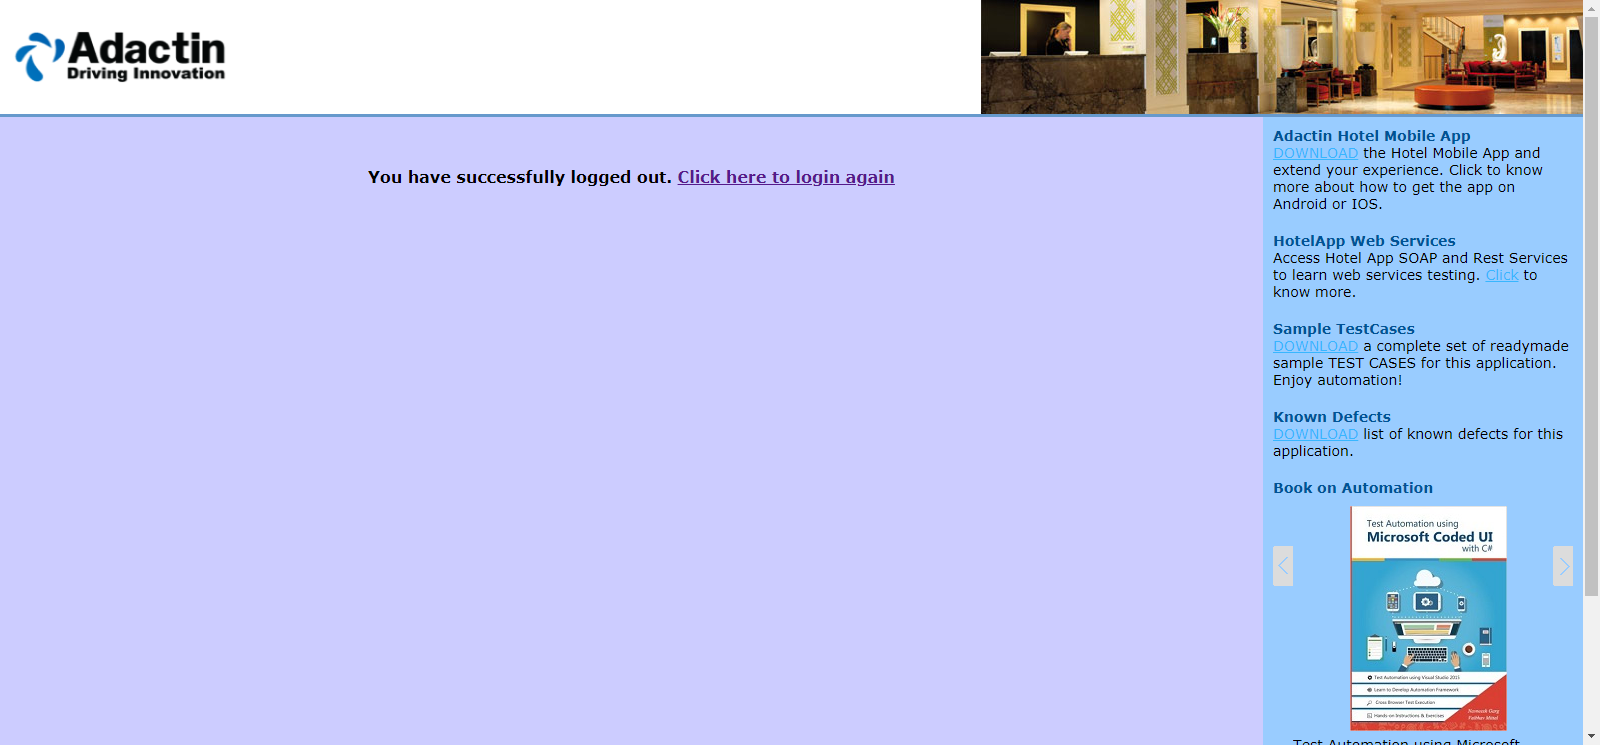 Adactin
Driving Innovation
You have successfully logged out. Click here to login again
Adactin Hotel Mobile App
DOWNLOAD the Hotel Mobile App and
extend your experience. Click to know
more about how to get the app on
Android or IOS.
HotelApp Web Services
Access Hotel App SOAP and Rest Services
to learn web services testing. Click to
know more.
Sample TestCases
DOWNLOAD a complete set of readymade
sample TEST CASES for this application.
Enjoy automation!
Known Defects
DOWNLOAD list of known defects for this
application.
Book on Automation
Test Automation using
Microsoft Coded UI
with C#
Test Automation using Visual Studio 2015
Learn to Develop Automation Framework
Cross Browser Test Execution
Hands-on Instructions & Exercises
Navneesh Garg
Vaibhav Mittal
Test Automation using Microsoft